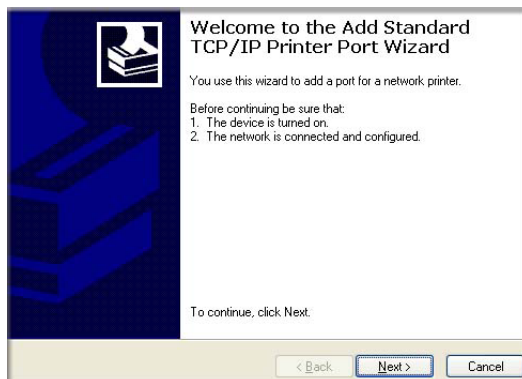 Welcome to the Add Standard
TCP/IP Printer Port Wizard
You use this wizard to add a port for a network printer.
Before continuing be sure that:
1. The device is turned on.
2. The network is connected and configured.
To continue, click Next.
< Back Next > Cancel